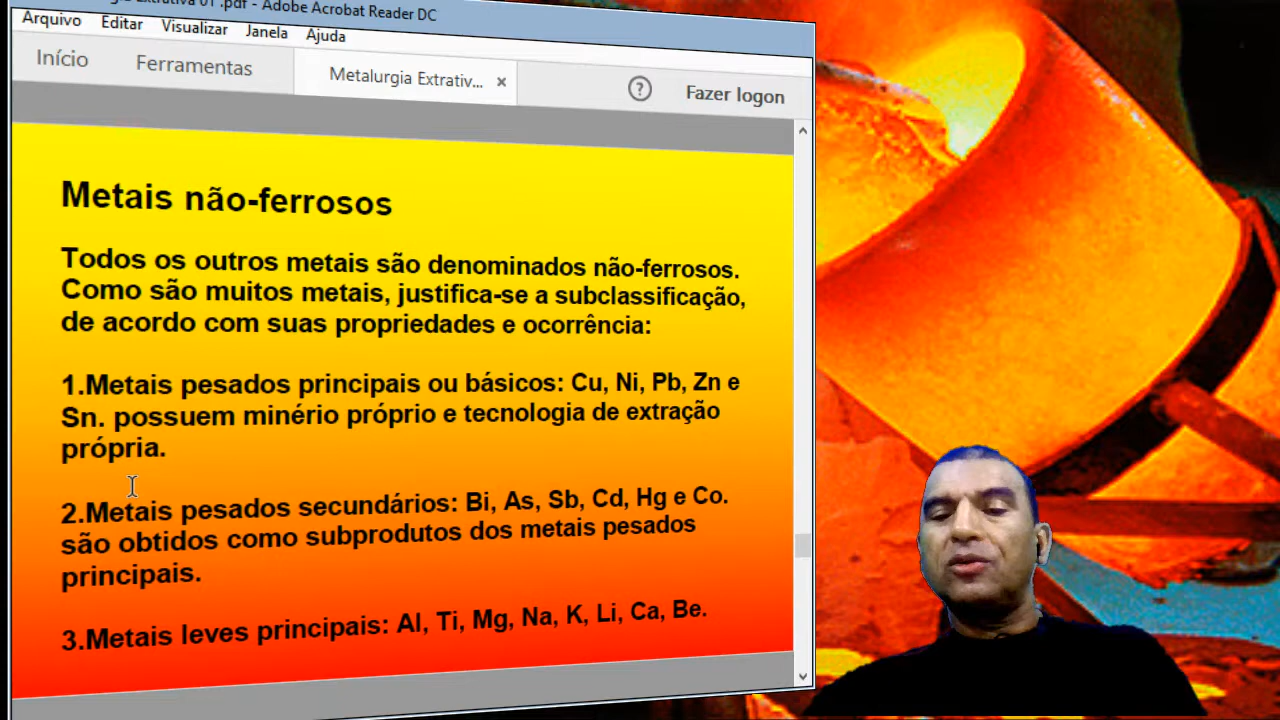 gia Extrativa 01 .pdf - Adobe Acrobat Reader DC
Arquivo Editar Visualizar Janela Ajuda
Início Ferramentas Metalurgia Extrativ... × ? Fazer logon
Metais não-ferrosos
Todos os outros metais são denominados não-ferrosos.
Como são muitos metais, justifica-se a subclassificação,
de acordo com suas propriedades e ocorrência:
1.Metais pesados principais ou básicos: Cu, Ni, Pb, Zn e
Sn. possuem minério próprio e tecnologia de extração
própria.
2.Metais pesados secundários: Bi, As, Sb, Cd, Hg e Co.
são obtidos como subprodutos dos metais pesados
principais.
3.Metais leves principais: Al, Ti, Mg, Na, K, Li, Ca, Be.